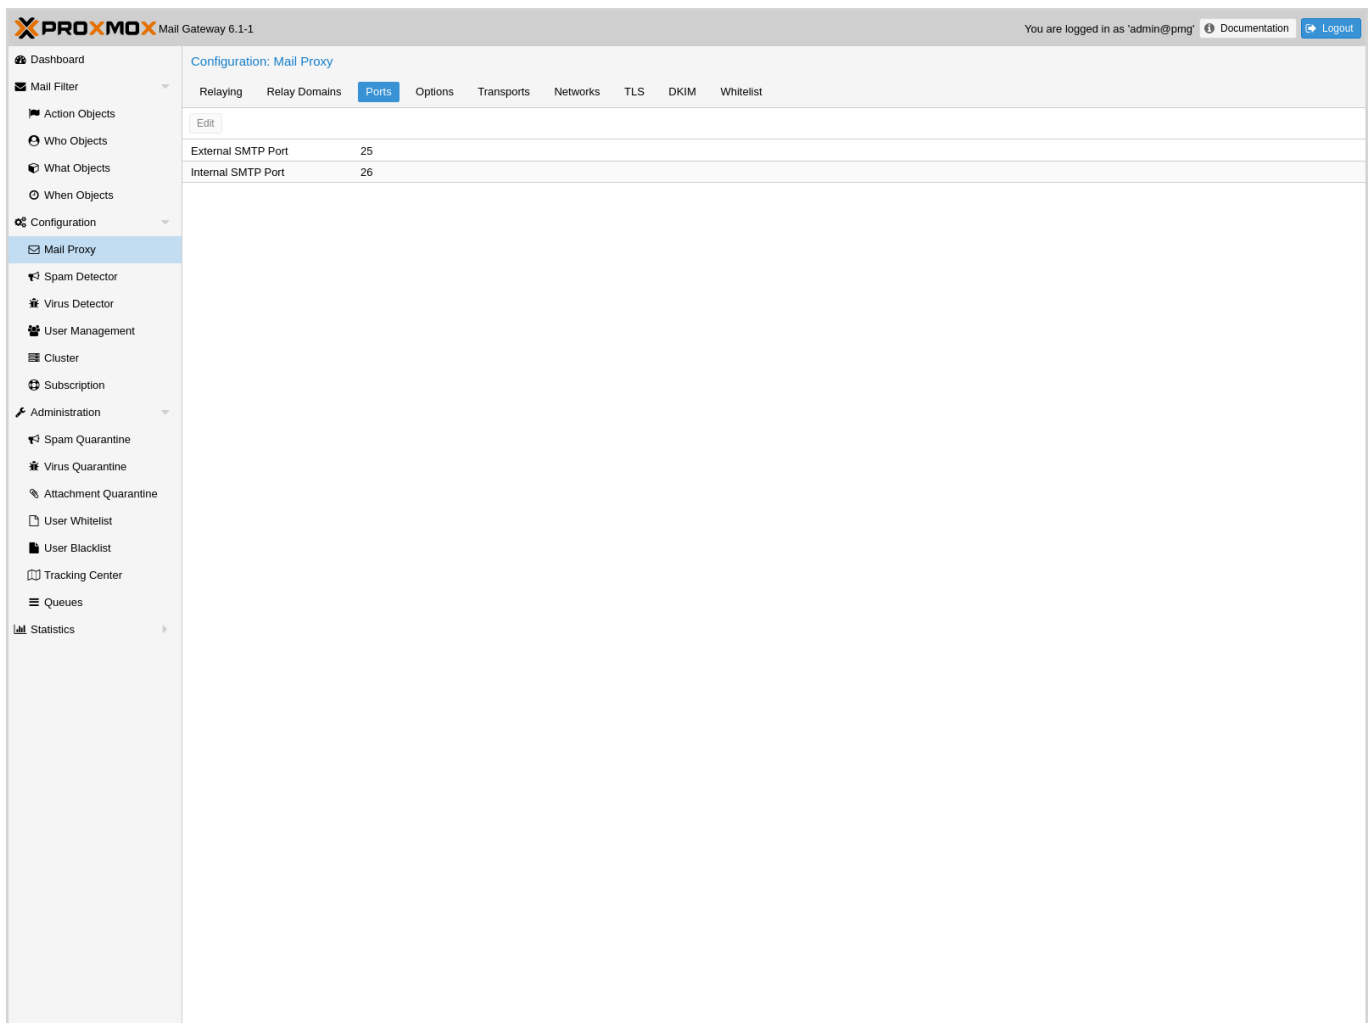 PROXMOX Mail Gateway 6.1-1 You are logged in as 'admin@pmg' Documentation Logout
Dashboard
Mail Filter
Action Objects
Who Objects
What Objects
When Objects
Configuration
Mail Proxy
Spam Detector
Virus Detector
User Management
Cluster
Subscription
Administration
Spam Quarantine
Virus Quarantine
Attachment Quarantine
User Whitelist
User Blacklist
Tracking Center
Queues
Statistics
Configuration: Mail Proxy
Relaying Relay Domains Ports Options Transports Networks TLS DKIM Whitelist
Edit
External SMTP Port 25
Internal SMTP Port 26